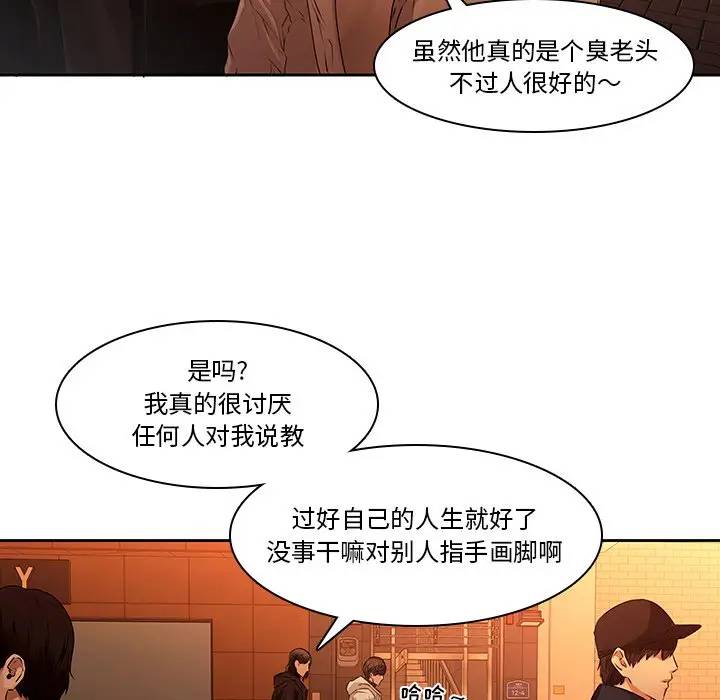 虽然他真的是个臭老头
不过人很好的～
是吗?
我真的很讨厌
任何人对我说教
过好自己的人生就好了
没事干嘛对别人指手画脚啊
Y
12-4
哈哈~